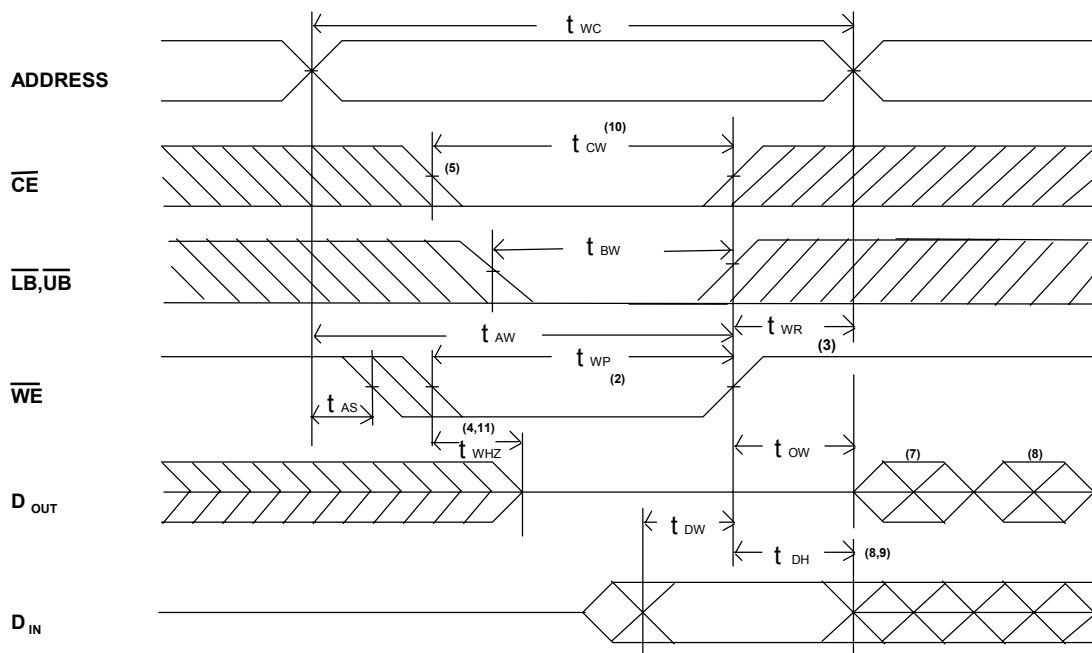 t WC
ADDRESS
t CW (10)
CE (5)
t BW
LB,UB
t AW
t WR
t WP (2)
(3)
WE
t AS
(4,11)
t WHZ
t OW
(7)
(8)
D OUT
t DW
t DH
(8,9)
D IN